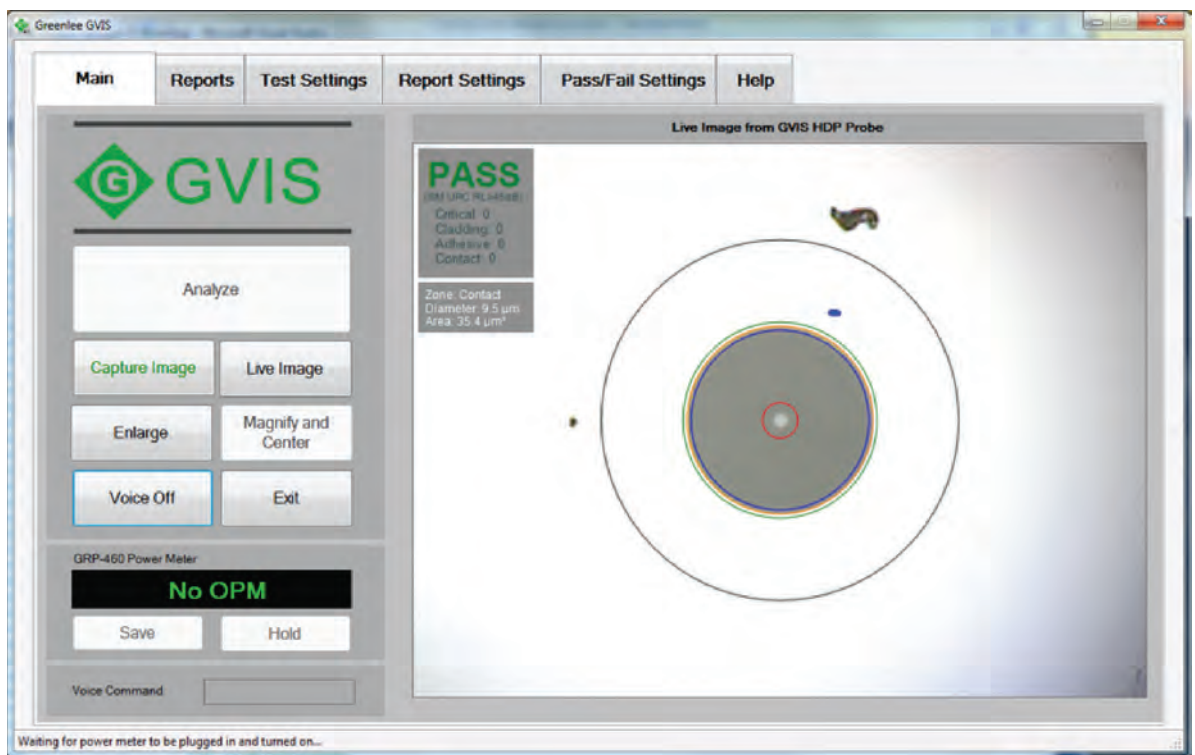 Greenlee GVIS
Main
Reports
Test Settings
Report Settings
Pass/Fail Settings
Help
G GVIS
Analyze
Capture Image
Live Image
Enlarge
Magnify and
Center
Voice Off
Exit
GRP-460 Power Meter
No OPM
Save
Hold
Voice Command
Live Image from GVIS HDP Probe
PASS
Critical: 0
Cladding: 0
Adhesive: 0
Contact: 0
Zone: Contact
Diameter: 9.5 µm
Area: 35.4 µm²
Waiting for power meter to be plugged in and turned on...